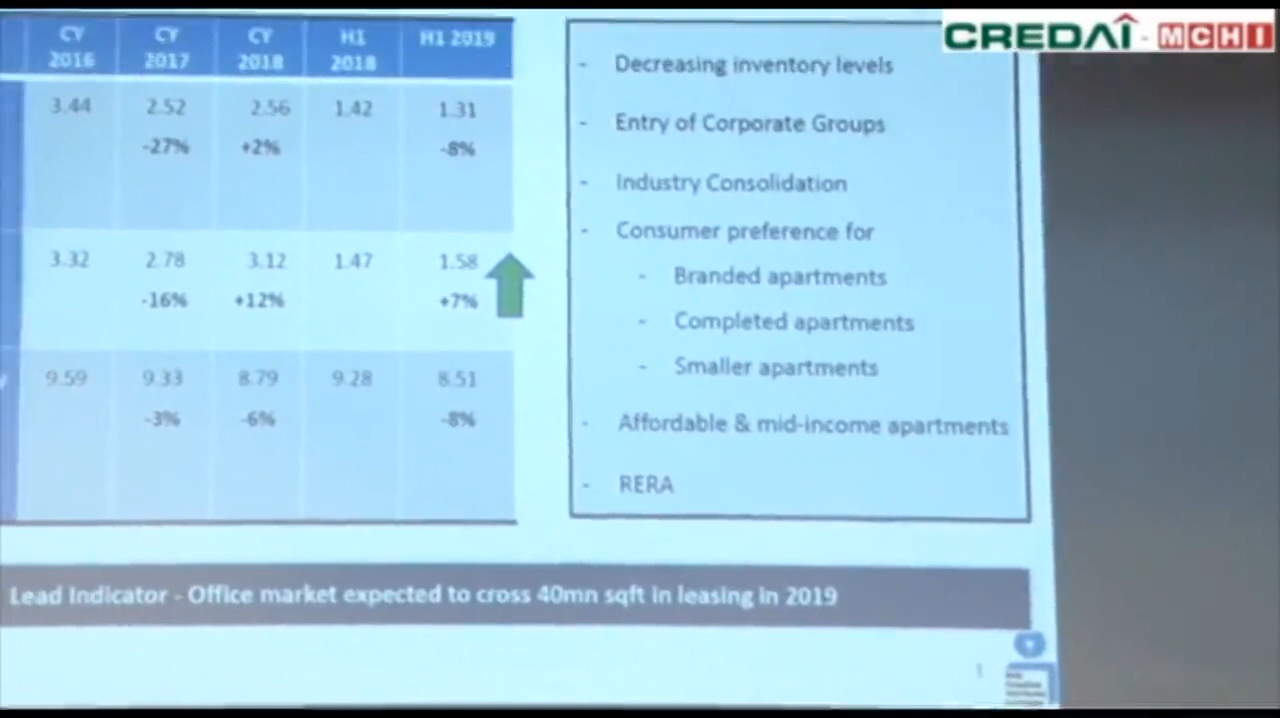 CREDAÎ - MCHI
CY 2016 CY 2017 CY 2018 H1 2018 H1 2019
3.44 2.52 2.56 1.42 1.31
-27% +2% -8%
3.32 2.78 3.12 1.47 1.58
-16% +12% +7%
9.59 9.33 8.79 9.28 8.51
-3% -6% -8%
- Decreasing inventory levels
- Entry of Corporate Groups
- Industry Consolidation
- Consumer preference for
- Branded apartments
- Completed apartments
- Smaller apartments
- Affordable & mid-income apartments
- RERA
Lead Indicator - Office market expected to cross 40mn sqft in leasing in 2019